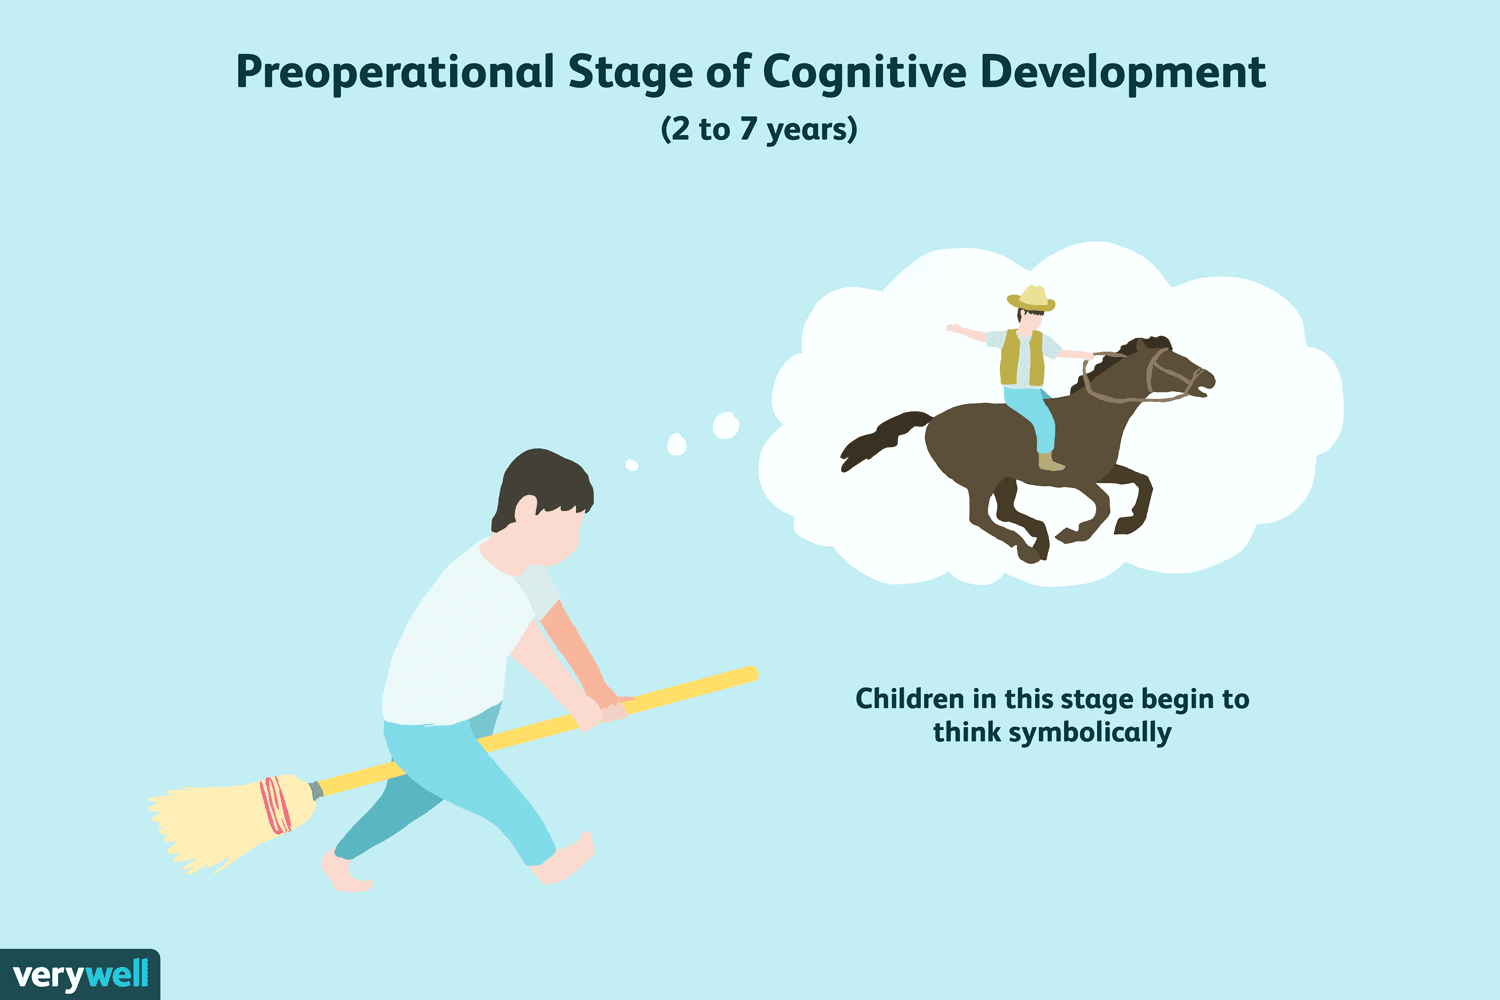 Preoperational Stage of Cognitive Development
(2 to 7 years)
Children in this stage begin to
think symbolically
verywell